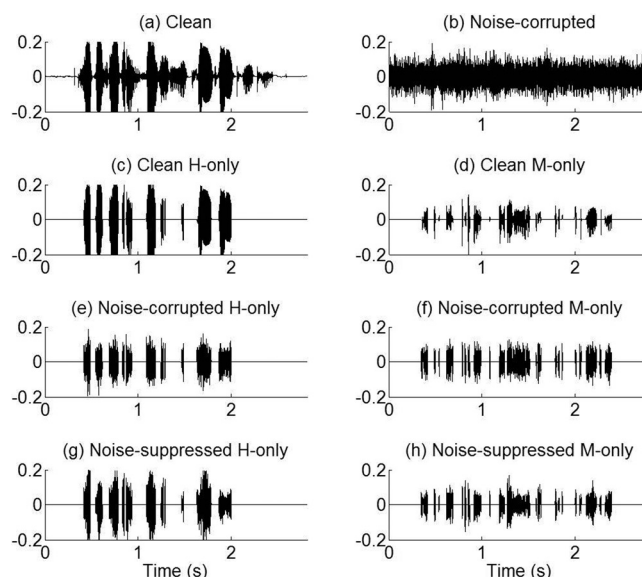 (a) Clean
(b) Noise-corrupted
0.2
0
-0.2
0 1 2
0.2
0
-0.2
0 1 2
(c) Clean H-only
(d) Clean M-only
0.2
0
-0.2
0 1 2
0.2
0
-0.2
0 1 2
(e) Noise-corrupted H-only
(f) Noise-corrupted M-only
0.2
0
-0.2
0 1 2
0.2
0
-0.2
0 1 2
(g) Noise-suppressed H-only
(h) Noise-suppressed M-only
0.2
0
-0.2
0 1 2
Time (s)
0.2
0
-0.2
0 1 2
Time (s)